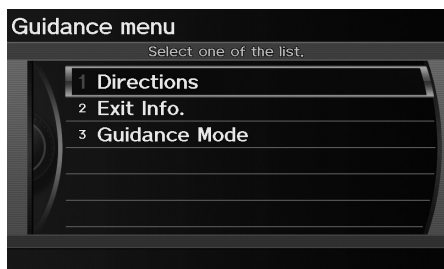 Guidance menu
Select one of the list.
1 Directions
2 Exit Info.
3 Guidance Mode